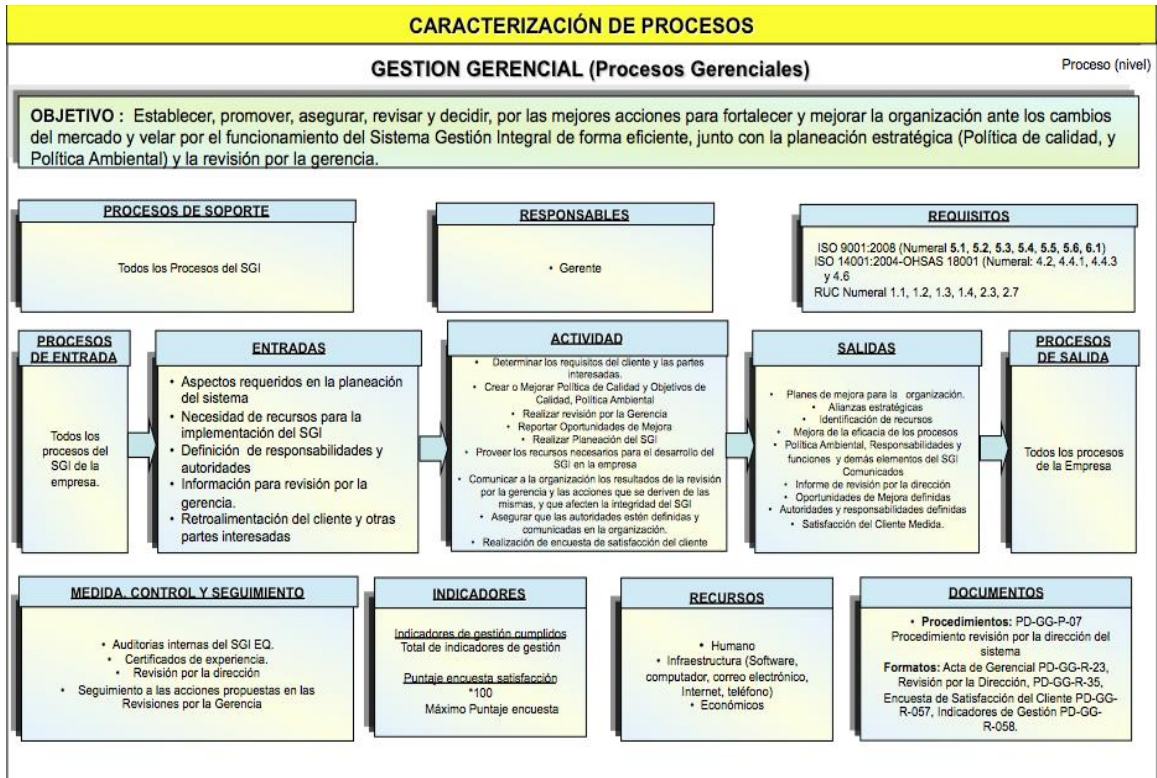 CARACTERIZACIÓN DE PROCESOS
GESTION GERENCIAL (Procesos Gerenciales)
Proceso (nivel)
OBJETIVO : Establecer, promover, asegurar, revisar y decidir, por las mejores acciones para fortalecer y mejorar la organización ante los cambios
del mercado y velar por el funcionamiento del Sistema Gestión Integral de forma eficiente, junto con la planeación estratégica (Política de calidad, y
Política Ambiental) y la revisión por la gerencia.
PROCESOS DE SOPORTE
Todos los Procesos del SGI
RESPONSABLES
• Gerente
REQUISITOS
ISO 9001:2008 (Numeral 5.1, 5.2, 5.3, 5.4, 5.5, 5.6, 6.1)
ISO 14001:2004-OHSAS 18001 (Numeral: 4.2, 4.4.1, 4.4.3
y 4.6
RUC Numeral 1.1, 1.2, 1.3, 1.4, 2.3, 2.7
PROCESOS
DE ENTRADA
Todos los
procesos del
SGI de la
empresa.
ENTRADAS
• Aspectos requeridos en la planeación
del sistema
• Necesidad de recursos para la
implementación del SGI
• Definición de responsabilidades y
autoridades
• Información para revisión por la
gerencia.
• Retroalimentación del cliente y otras
partes interesadas
ACTIVIDAD
• Determinar los requisitos del cliente y las partes
interesadas.
• Crear o Mejorar Política de Calidad y Objetivos de
Calidad, Política Ambiental
• Realizar revisión por la Gerencia
• Reportar Oportunidades de Mejora
• Realizar Planeación del SGI
• Proveer los recursos necesarios para el desarrollo del
SGI en la empresa
• Comunicar a la organización los resultados de la revisión
por la gerencia y las acciones que se deriven de las
mismas, y que afecten la integridad del SGI
• Asegurar que las autoridades estén definidas y
comunicadas en la organización.
• Realización de encuesta de satisfacción del cliente
SALIDAS
• Planes de mejora para la organización.
• Alianzas estratégicas
• Identificación de recursos
• Mejora de la eficacia de los procesos
• Política Ambiental, Responsabilidades y
funciones y demás elementos del SGI
Comunicados
• Informe de revisión por la dirección
• Oportunidades de Mejora definidas
• Autoridades y responsabilidades definidas
• Satisfacción del Cliente Medida.
PROCESOS
DE SALIDA
Todos los procesos
de la Empresa
MEDIDA, CONTROL Y SEGUIMIENTO
• Auditorias internas del SGI EQ.
• Certificados de experiencia.
• Revisión por la dirección
• Seguimiento a las acciones propuestas en las
Revisiones por la Gerencia
INDICADORES
Indicadores de gestión cumplidos
Total de indicadores de gestión
Puntaje encuesta satisfacción
*100
Máximo Puntaje encuesta
RECURSOS
• Humano
• Infraestructura (Software,
computador, correo electrónico,
Internet, teléfono)
• Económicos
DOCUMENTOS
• Procedimientos: PD-GG-P-07
Procedimiento revisión por la dirección del
sistema
Formatos: Acta de Gerencial PD-GG-R-23,
Revisión por la Dirección, PD-GG-R-35,
Encuesta de Satisfacción del Cliente PD-GG-
R-057, Indicadores de Gestión PD-GG-
R-058.